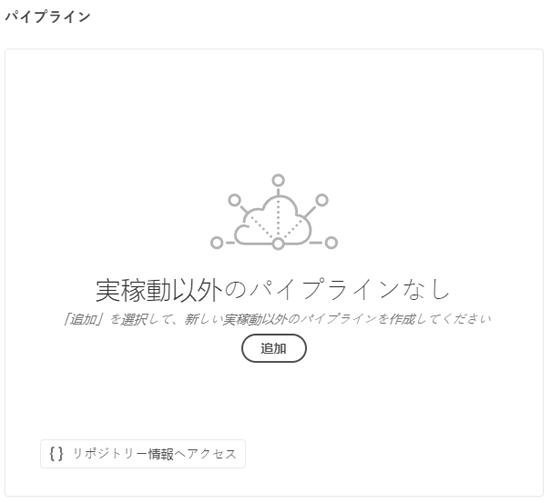 パイプライン
実稼動以外のパイプラインなし
「追加」を選択して、新しい実稼動以外のパイプラインを作成してください
追加
{ } リポジトリー情報へアクセス